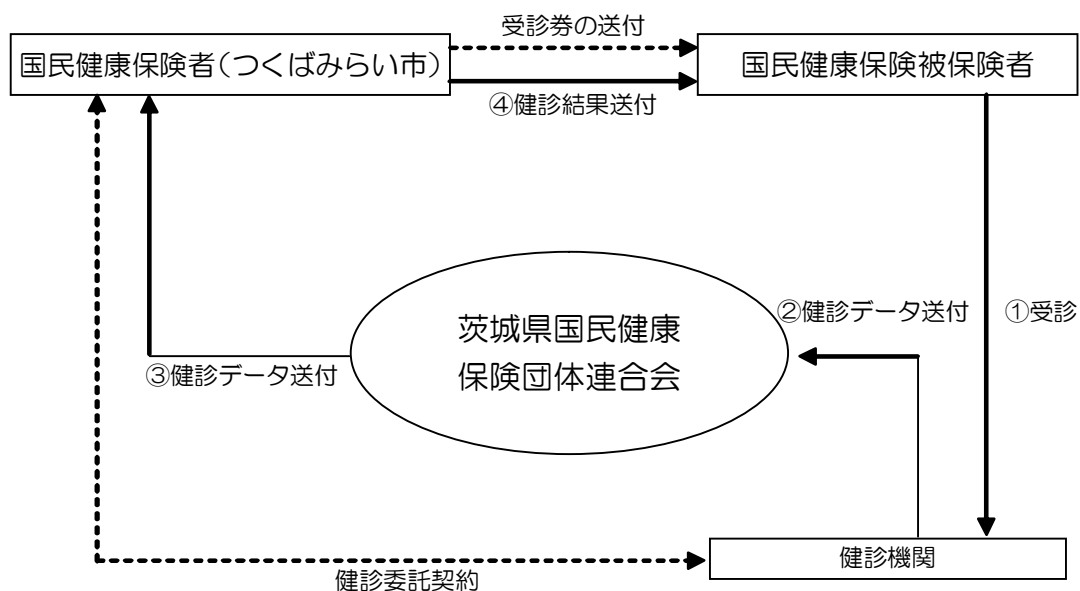 受診券の送付
国民健康保険者（つくばみらい市）
国民健康保険被保険者
④健診結果送付
茨城県国民健康
保険団体連合会
②健診データ送付
①受診
③健診データ送付
健診機関
健診委託契約